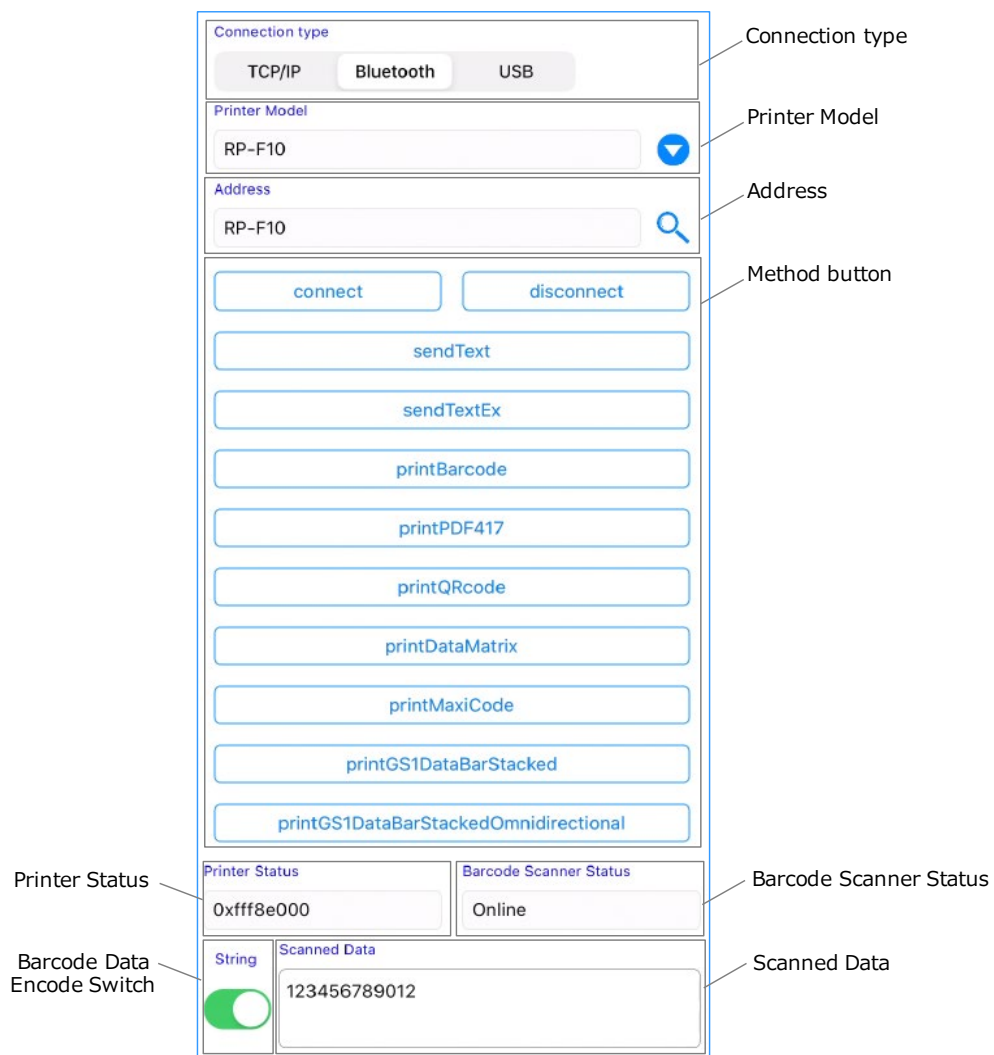 Connection type
TCP/IP Bluetooth USB
Connection type
Printer Model
RP-F10
Printer Model
Address
RP-F10
Address
connect disconnect
Method button
sendText
sendTextEx
printBarcode
printPDF417
printQRcode
printDataMatrix
printMaxiCode
printGS1DataBarStacked
printGS1DataBarStackedOmnidirectional
Printer Status
Printer Status
0xfff8e000
Barcode Scanner Status
Online
Barcode Scanner Status
Barcode Data
Encode Switch
String
Scanned Data
123456789012
Scanned Data